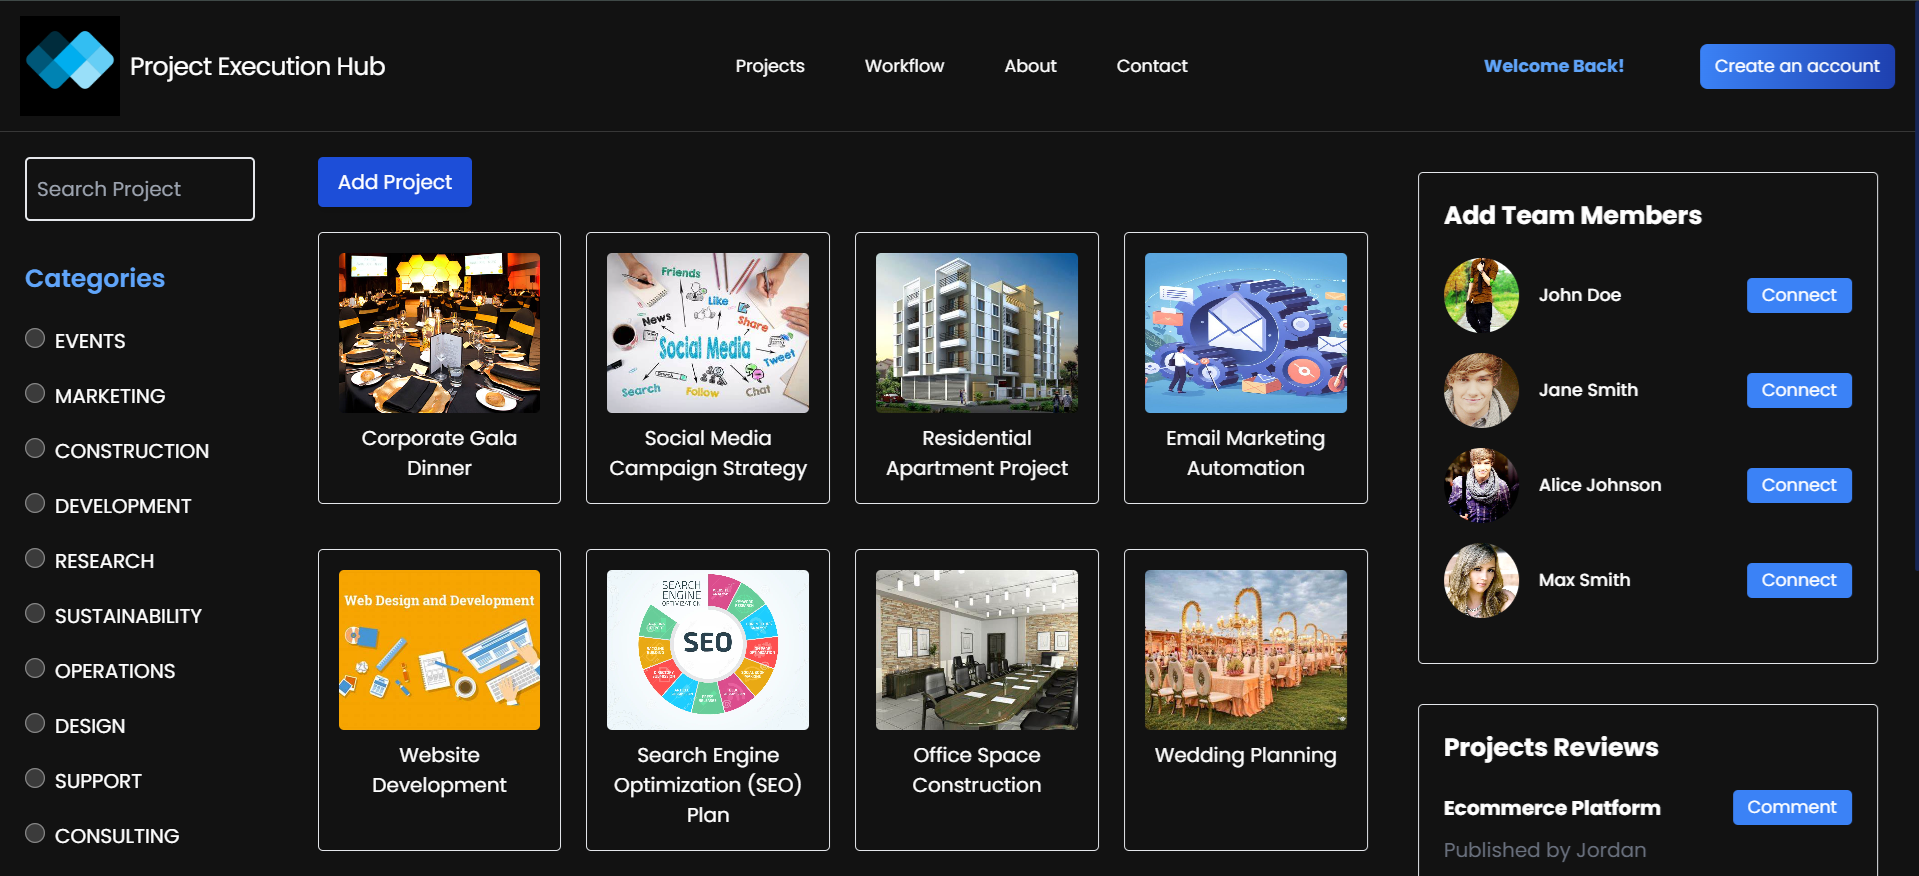 Project Execution Hub
Projects
Workflow
About
Contact
Welcome Back!
Create an account
Search Project
Categories
EVENTS
MARKETING
CONSTRUCTION
DEVELOPMENT
RESEARCH
SUSTAINABILITY
OPERATIONS
DESIGN
SUPPORT
CONSULTING
Add Project
Corporate Gala
Dinner
Friends
Like
News
Share
Social Media
Tweet
Search
Follow
Chat
Social Media
Campaign Strategy
Residential
Apartment Project
Email Marketing
Automation
Web Design and Development
Website
Development
SEARCH
ENGINE
OPTIMIZATION
SEO
Search Engine
Optimization (SEO)
Plan
Office Space
Construction
Wedding Planning
Add Team Members
John Doe
Connect
Jane Smith
Connect
Alice Johnson
Connect
Max Smith
Connect
Projects Reviews
Ecommerce Platform
Comment
Published by Jordan